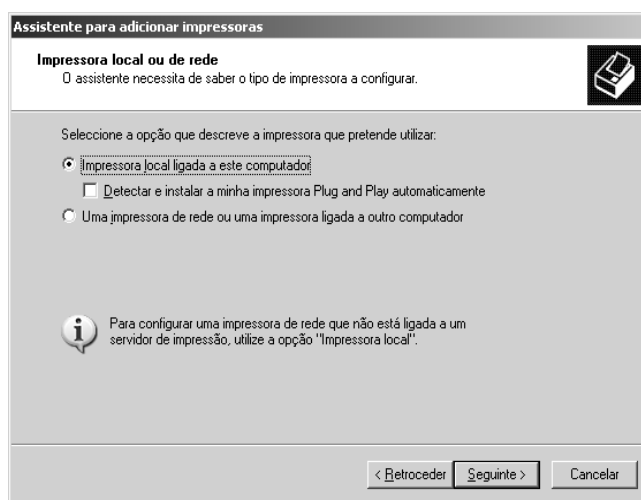 Assistente para adicionar impressoras
Impressora local ou de rede
O assistente necessita de saber o tipo de impressora a configurar.
Seleccione a opção que descreve a impressora que pretende utilizar:
Impressora local ligada a este computador
Detectar e instalar a minha impressora Plug and Play automaticamente
Uma impressora de rede ou uma impressora ligada a outro computador
Para configurar uma impressora de rede que não está ligada a um
servidor de impressão, utilize a opção "Impressora local".
< Retroceder Seguinte > Cancelar